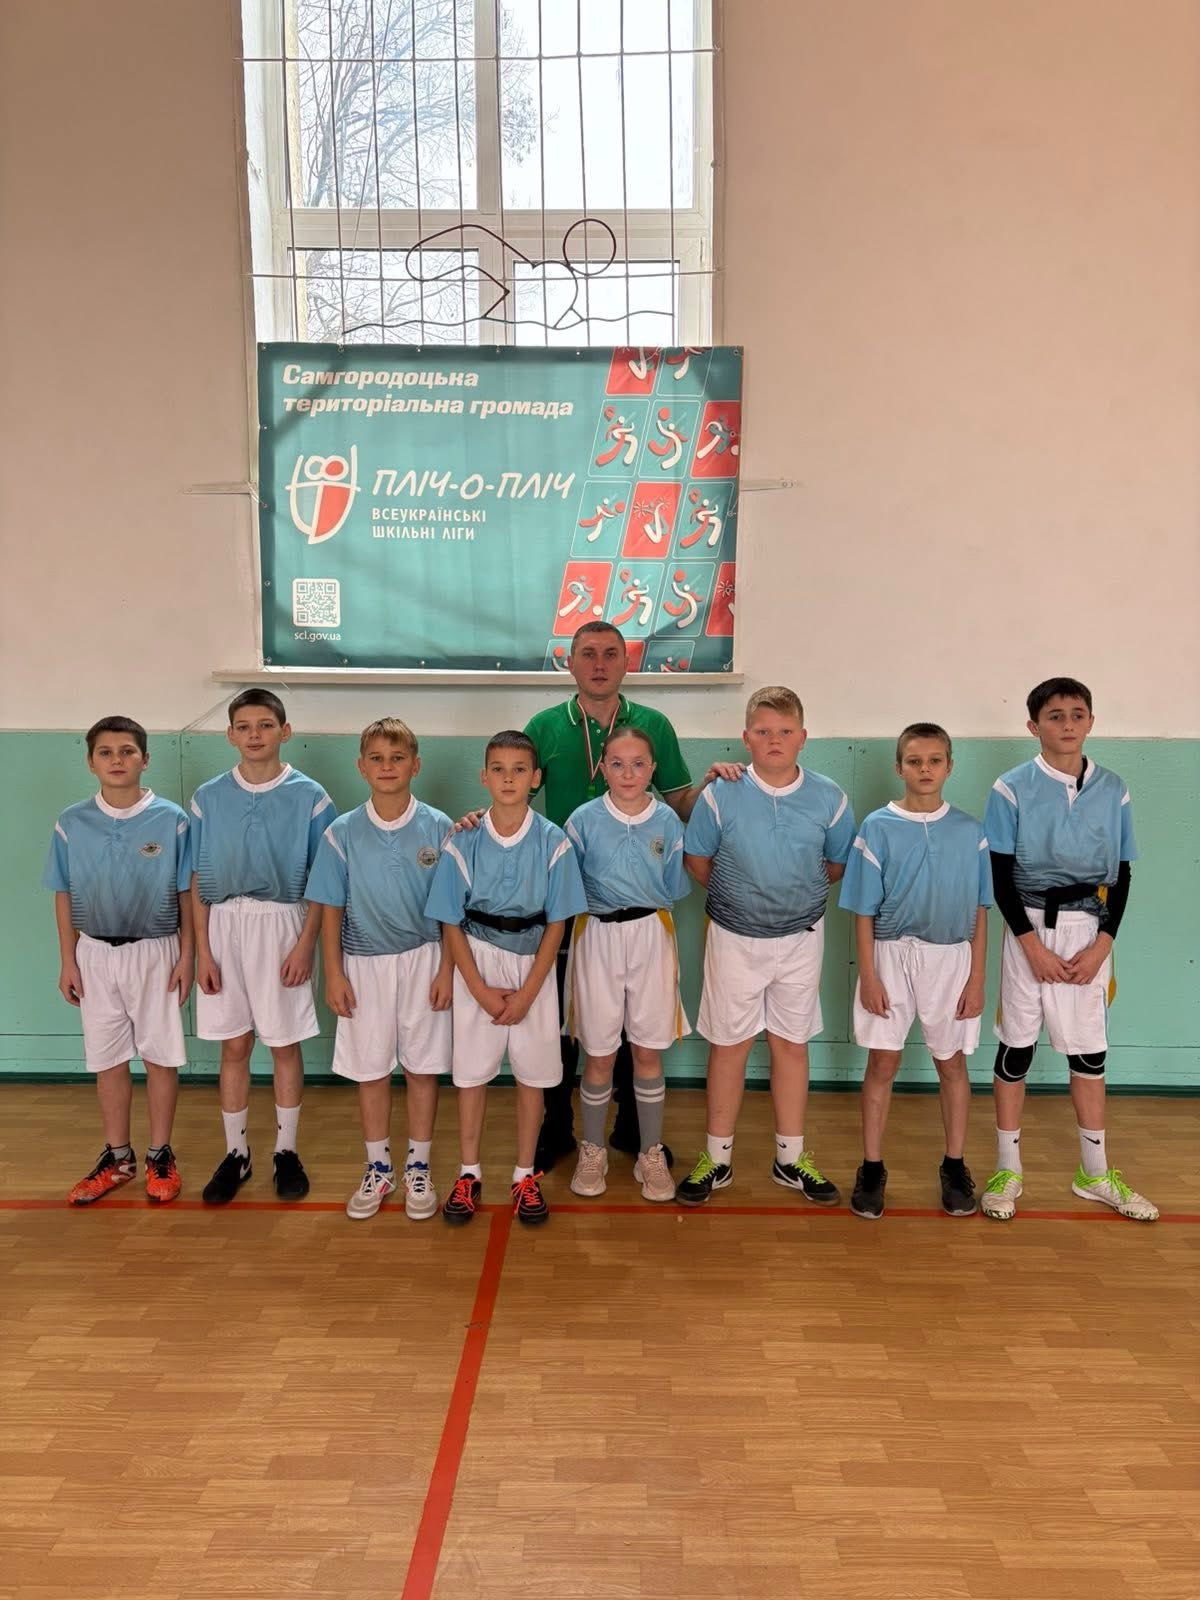 Самгородоцька
територіальна громада
ПЛІЧ-О-ПЛІЧ
ВСЕУКРАЇНСЬКІ
ШКІЛЬНІ ЛІГИ
scl.gov.ua